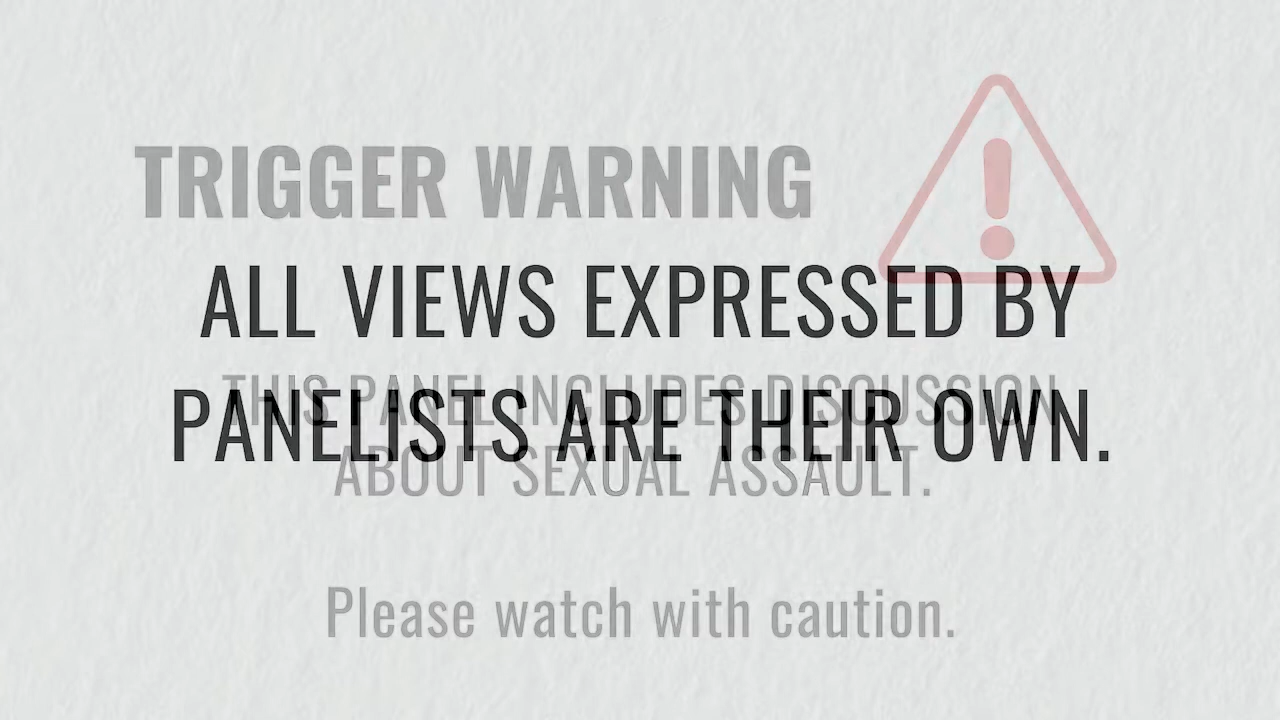 TRIGGER WARNING
ALL VIEWS EXPRESSED BY
THIS PANEL INCLUDES DISCUSSION
PANELISTS ARE THEIR OWN.
ABOUT SEXUAL ASSAULT.
Please watch with caution.